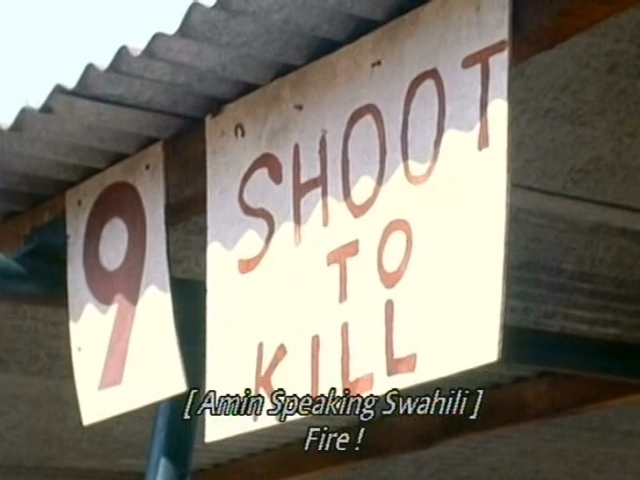 9
SHOOT
TO
KILL
[ Amin Speaking Swahili ]
Fire !